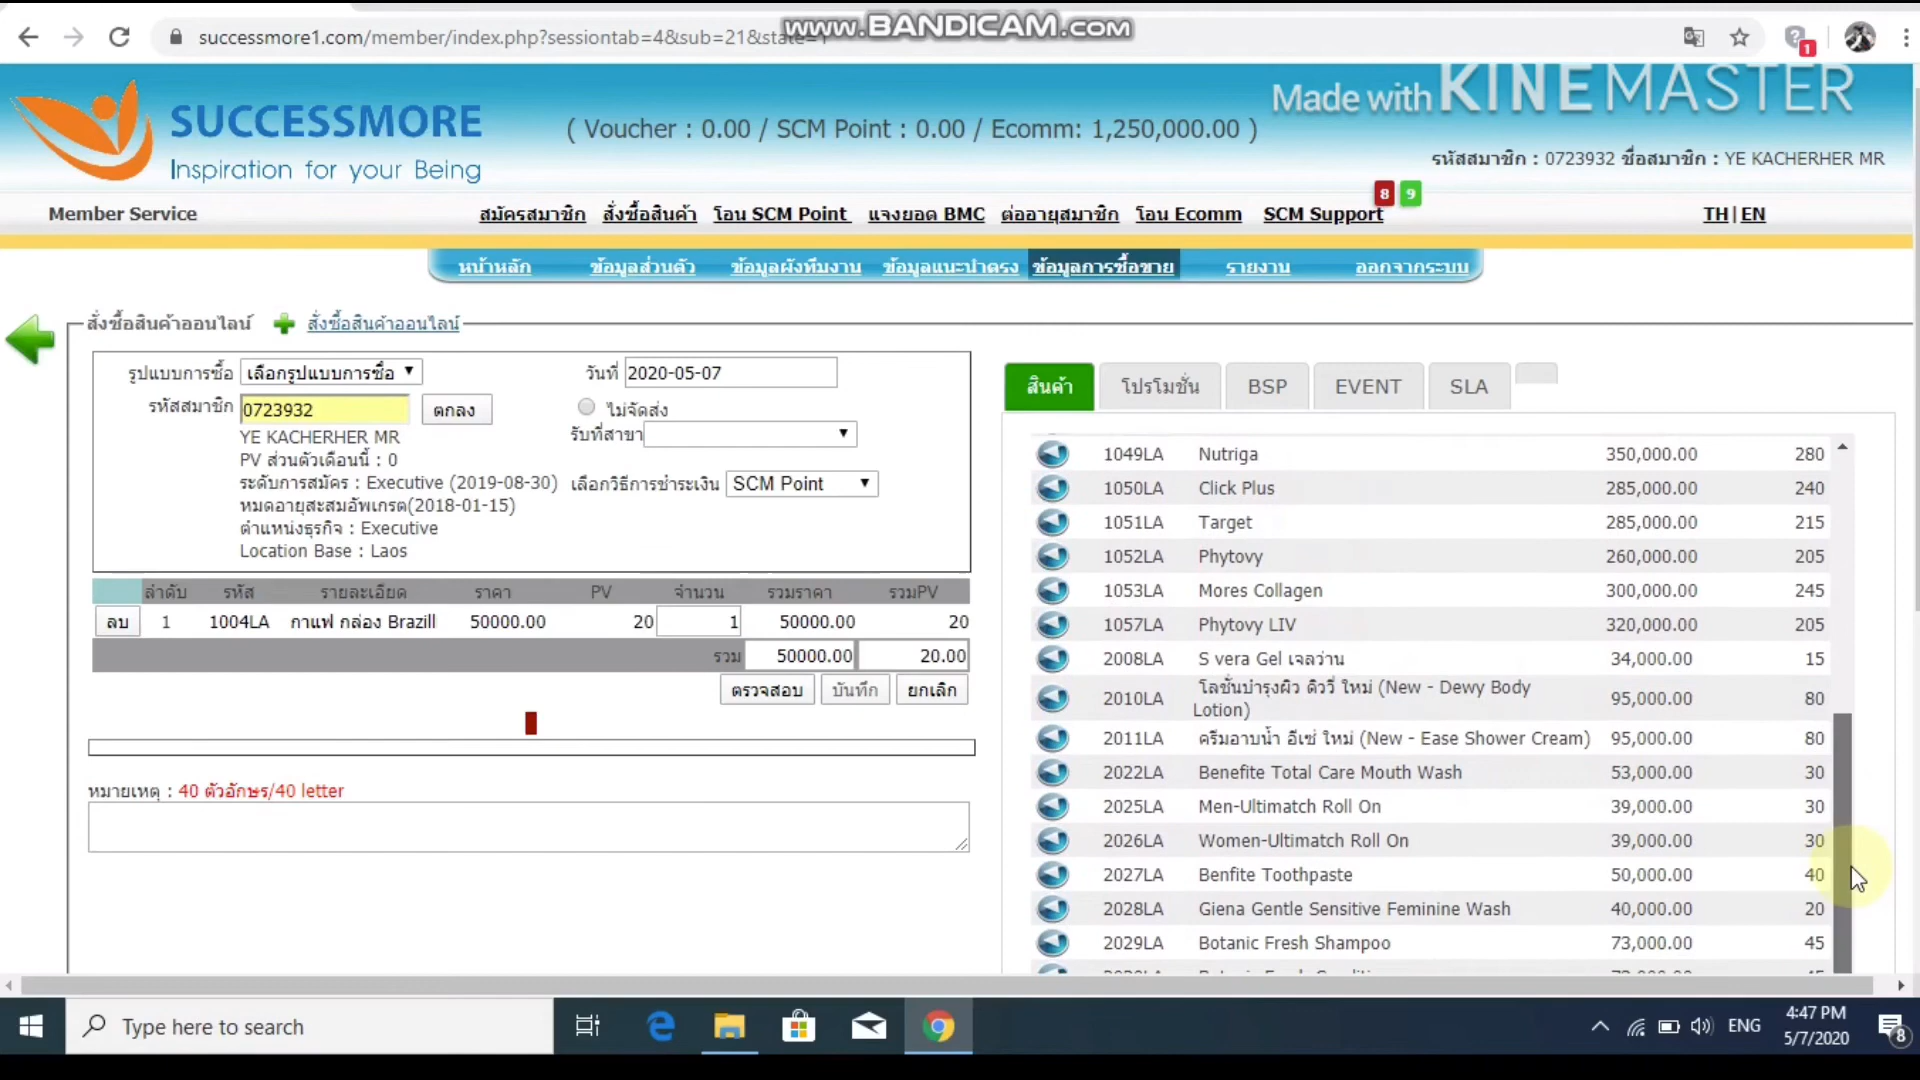 www.BANDICAM.com
successmore1.com/member/index.php?sessiontab=4&sub=21&state=1
1
Made with KINEMASTER
SUCCESSMORE
Inspiration for your Being
( Voucher : 0.00 / SCM Point : 0.00 / Ecomm: 1,250,000.00 )
รหัสสมาชิก : 0723932 ชื่อสมาชิก : YE KACHERHER MR
8 9
Member Service
สมัครสมาชิก สั่งซื้อสินค้า โอน SCM Point แจงยอด BMC ต่ออายุสมาชิก โอน Ecomm SCM Support
TH | EN
หน้าหลัก ข้อมูลส่วนตัว ข้อมูลผังทีมงาน ข้อมูลแนะนำตรง ข้อมูลการซื้อขาย รายงาน ออกจากระบบ
สั่งซื้อสินค้าออนไลน์ สั่งซื้อสินค้าออนไลน์
รูปแบบการซื้อ เลือกรูปแบบการซื้อ
รหัสสมาชิก 0723932 ตกลง
YE KACHERHER MR
PV ส่วนตัวเดือนนี้ : 0
ระดับการสมัคร : Executive (2019-08-30)
หมดอายุสะสมอัพเกรด(2018-01-15)
ตำแหน่งธุรกิจ : Executive
Location Base : Laos
วันที่ 2020-05-07
ไม่จัดส่ง
รับที่สาขา
เลือกวิธีการชำระเงิน SCM Point
ลำดับ รหัส รายละเอียด ราคา PV จำนวน รวมราคา รวมPV
ลบ 1 1004LA กาแฟ กล่อง Brazill 50000.00 20 1 50000.00 20
รวม 50000.00 20.00
ตรวจสอบ บันทึก ยกเลิก
หมายเหตุ : 40 ตัวอักษร/40 letter
สินค้า โปรโมชั่น BSP EVENT SLA
1049LA Nutriga 350,000.00 280
1050LA Click Plus 285,000.00 240
1051LA Target 285,000.00 215
1052LA Phytovy 260,000.00 205
1053LA Mores Collagen 300,000.00 245
1057LA Phytovy LIV 320,000.00 205
2008LA S vera Gel เจลว่าน 34,000.00 15
2010LA โลชั่นบำรุงผิว ดิววี่ ใหม่ (New - Dewy Body
Lotion) 95,000.00 80
2011LA ครีมอาบน้ำ อีเซ่ ใหม่ (New - Ease Shower Cream) 95,000.00 80
2022LA Benefite Total Care Mouth Wash 53,000.00 30
2025LA Men-Ultimatch Roll On 39,000.00 30
2026LA Women-Ultimatch Roll On 39,000.00 30
2027LA Benfite Toothpaste 50,000.00 40
2028LA Giena Gentle Sensitive Feminine Wash 40,000.00 20
2029LA Botanic Fresh Shampoo 73,000.00 45
Type here to search
ENG
4:47 PM
5/7/2020
8